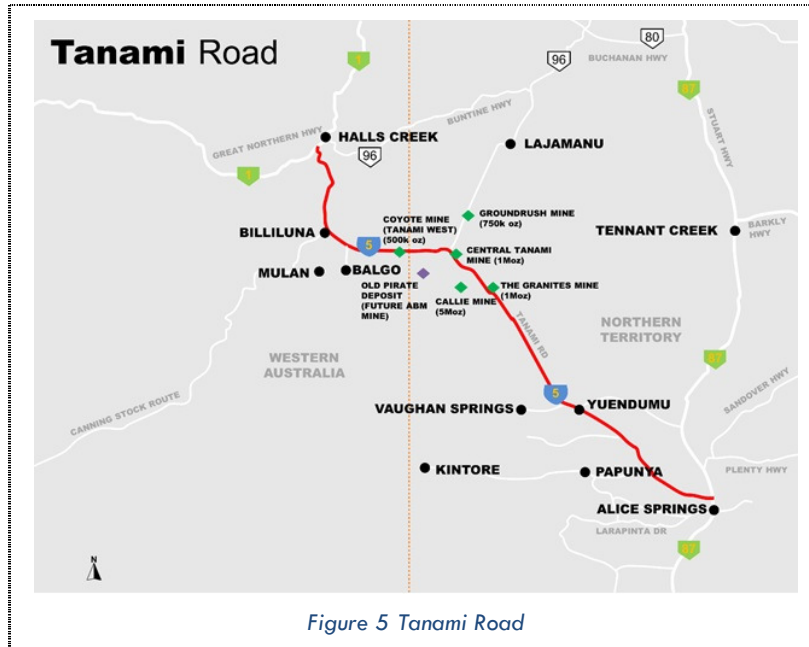 Tanami Road
1
80
BUCHANAN HWY
96
87
STUART HWY
BUNTINE HWY
GREAT NORTHERN HWY
HALLS CREEK
96
LAJAMANU
1
COYOTE MINE
(TANAMI WEST)
(500k oz)
GROUNDRUSH MINE
(750k oz)
TENNANT CREEK
BARKLY
HWY
BILLILUNA
5
CENTRAL TANAMI
MINE (1Moz)
MULAN
BALGO
OLD PIRATE
DEPOSIT
(FUTURE ABM
MINE)
CALLIE MINE
(5Moz)
THE GRANITES MINE
(1Moz)
TANAMI RD
NORTHERN
TERRITORY
WESTERN
AUSTRALIA
87
SANDOVER HWY
CANNING STOCK ROUTE
5
VAUGHAN SPRINGS
YUENDUMU
KINTORE
PAPUNYA
PLENTY HWY
ALICE SPRINGS
LARAPINTA DR
87
N
Figure 5 Tanami Road